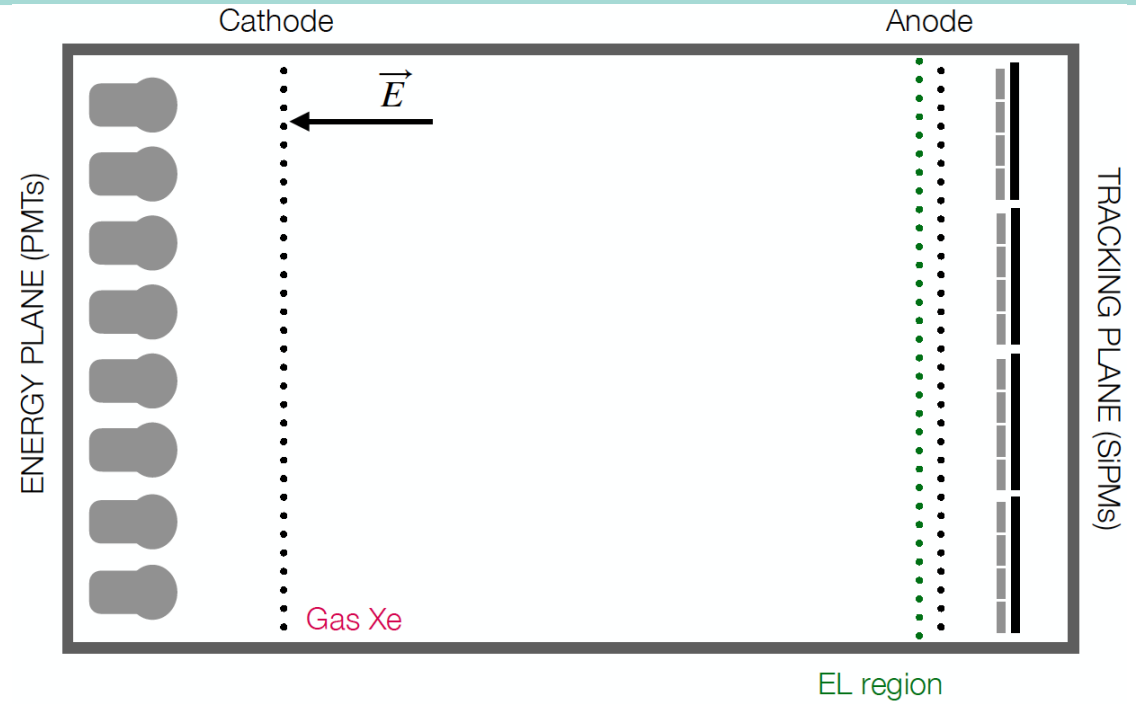 Cathode
Anode
E
ENERGY PLANE (PMTs)
TRACKING PLANE (SiPMs)
Gas Xe
EL region